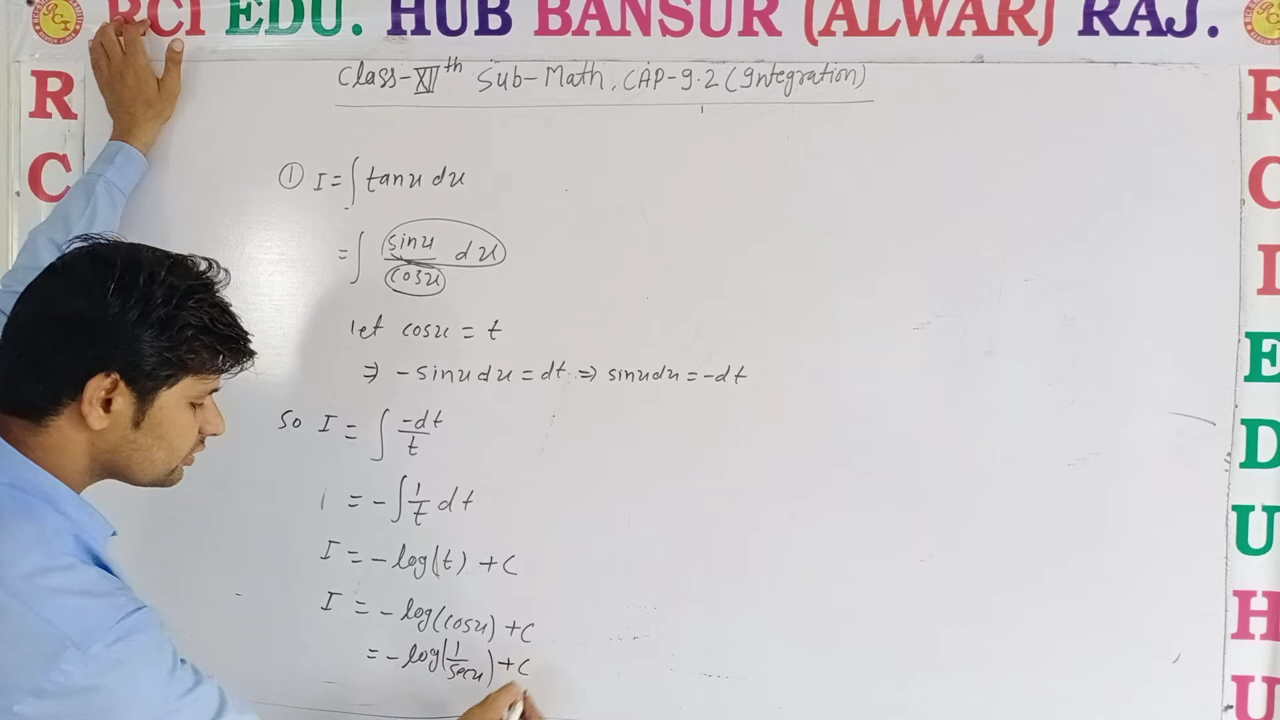 RCI EDU. HUB BANSUR (ALWAR) RAJ.
R
C
R
C
I
E
D
U
H
U
Class-XIIth Sub-Math, CAP-9.2 (Integration)
① I = ∫ tanx dx
= ∫ sinx/cosx dx
let cosx = t
⇒ -sinx dx = dt ⇒ sinx dx = -dt
So I = ∫ -dt/t
I = -∫ 1/t dt
I = -log(t) + C
I = -log(cosx) + C
= -log(1/secx) + C